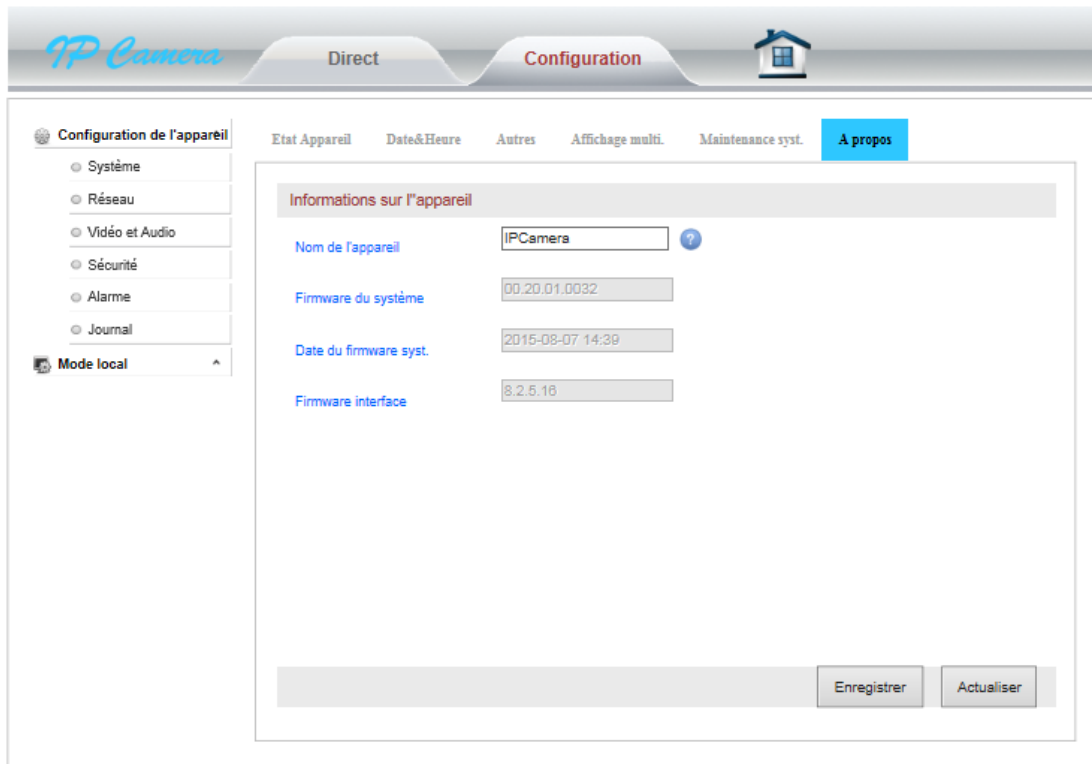 IP Camera Direct Configuration
Configuration de l'appareil
Système
Réseau
Vidéo et Audio
Sécurité
Alarme
Journal
Mode local
Etat Appareil Date&Heure Autres Affichage multi. Maintenance syst. A propos
Informations sur l"appareil
Nom de l'appareil IPCamera ?
Firmware du système 00.20.01.0032
Date du firmware syst. 2015-08-07 14:39
Firmware interface 8.2.5.16
Enregistrer Actualiser